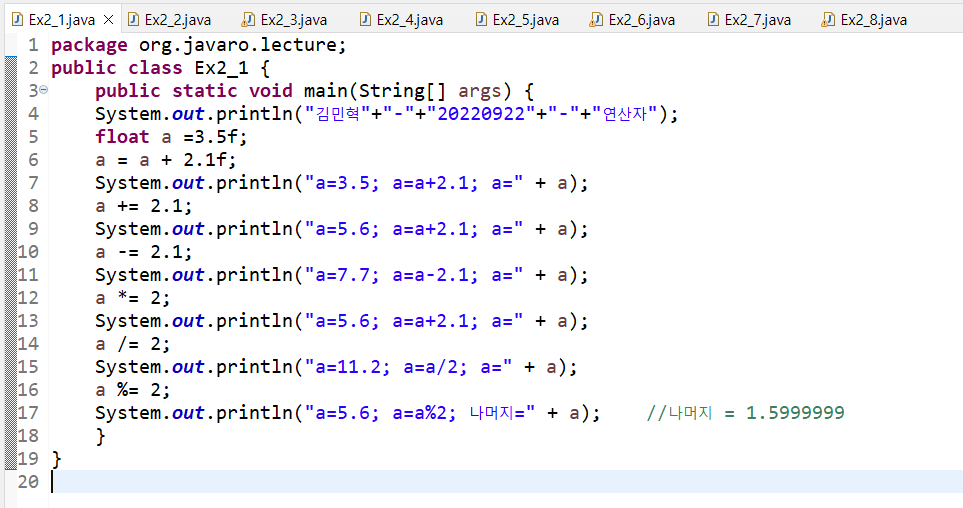 Ex2_1.java Ex2_2.java Ex2_3.java Ex2_4.java Ex2_5.java Ex2_6.java Ex2_7.java Ex2_8.java
1 package org.javaro.lecture;
2 public class Ex2_1 {
3 public static void main(String[] args) {
4 System.out.println("김민혁"+"-"+"20220922"+"-"+"연산자");
5 float a =3.5f;
6 a = a + 2.1f;
7 System.out.println("a=3.5; a=a+2.1; a=" + a);
8 a += 2.1;
9 System.out.println("a=5.6; a=a+2.1; a=" + a);
10 a -= 2.1;
11 System.out.println("a=7.7; a=a-2.1; a=" + a);
12 a *= 2;
13 System.out.println("a=5.6; a=a+2.1; a=" + a);
14 a /= 2;
15 System.out.println("a=11.2; a=a/2; a=" + a);
16 a %= 2;
17 System.out.println("a=5.6; a=a%2; 나머지=" + a); //나머지 = 1.5999999
18 }
19 }
20